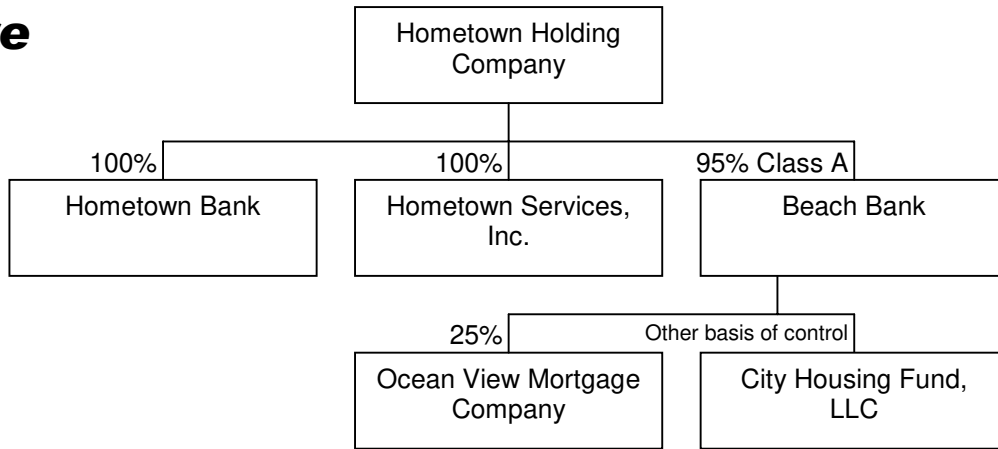 Hometown Holding
Company
100%
100%
95% Class A
Hometown Bank
Hometown Services,
Inc.
Beach Bank
25%
Other basis of control
Ocean View Mortgage
Company
City Housing Fund,
LLC